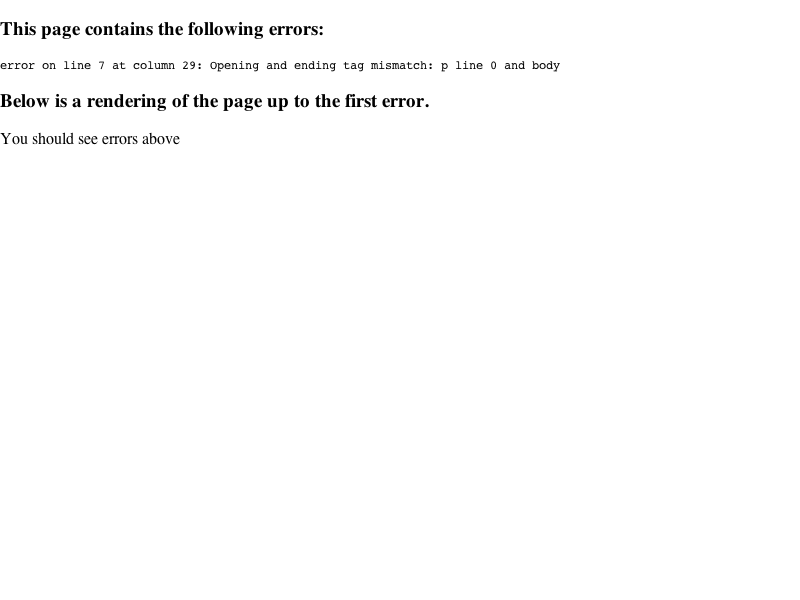 This page contains the following errors:
error on line 7 at column 29: Opening and ending tag mismatch: p line 0 and body
Below is a rendering of the page up to the first error.
You should see errors above